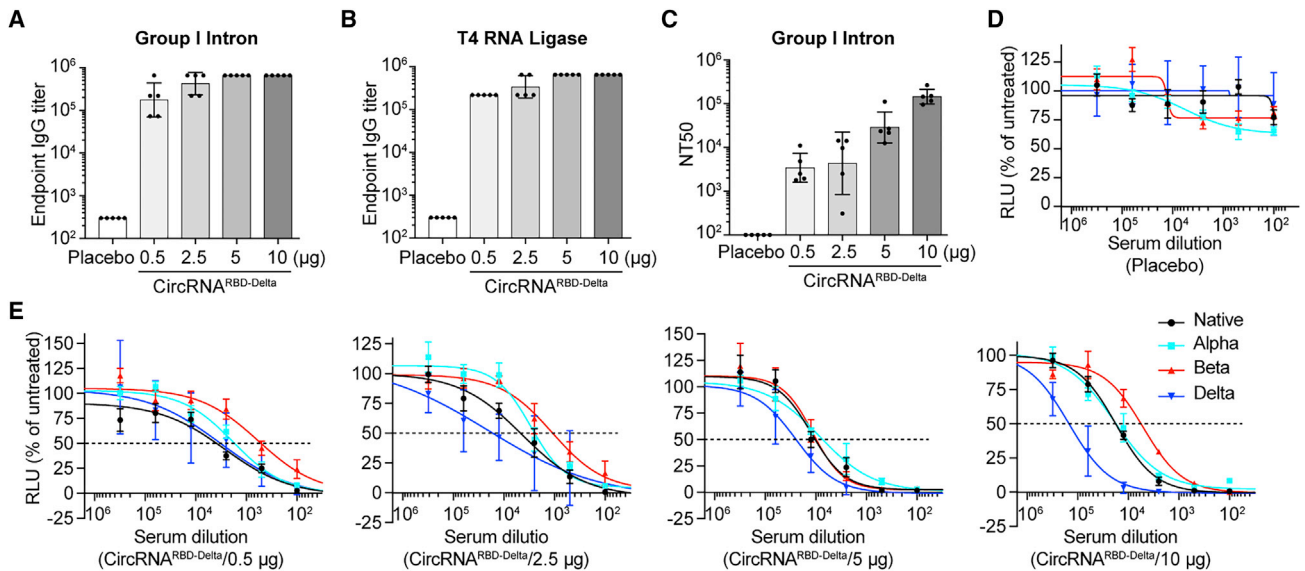 A
Group I Intron
Endpoint IgG titer
10⁶
10⁵
10⁴
10³
10²
Placebo 0.5 2.5 5 10 (μg)
CircRNA^RBD-Delta
B
T4 RNA Ligase
Endpoint IgG titer
10⁶
10⁵
10⁴
10³
10²
Placebo 0.5 2.5 5 10 (μg)
CircRNA^RBD-Delta
C
Group I Intron
NT50
10⁶
10⁵
10⁴
10³
10²
Placebo 0.5 2.5 5 10 (μg)
CircRNA^RBD-Delta
D
RLU (% of untreated)
125
100
75
50
25
0
10⁶ 10⁵ 10⁴ 10³ 10²
Serum dilution
(Placebo)
E
RLU (% of untreated)
150
125
100
75
50
25
0
-25
10⁶ 10⁵ 10⁴ 10³ 10²
Serum dilution
(CircRNA^RBD-Delta/0.5 μg)
125
100
75
50
25
0
-25
10⁶ 10⁵ 10⁴ 10³ 10²
Serum dilutio
(CircRNA^RBD-Delta/2.5 μg)
150
125
100
75
50
25
0
-25
10⁶ 10⁵ 10⁴ 10³ 10²
Serum dilution
(CircRNA^RBD-Delta/5 μg)
100
75
50
25
0
-25
10⁶ 10⁵ 10⁴ 10³ 10²
Serum dilution
(CircRNA^RBD-Delta/10 μg)
Native
Alpha
Beta
Delta